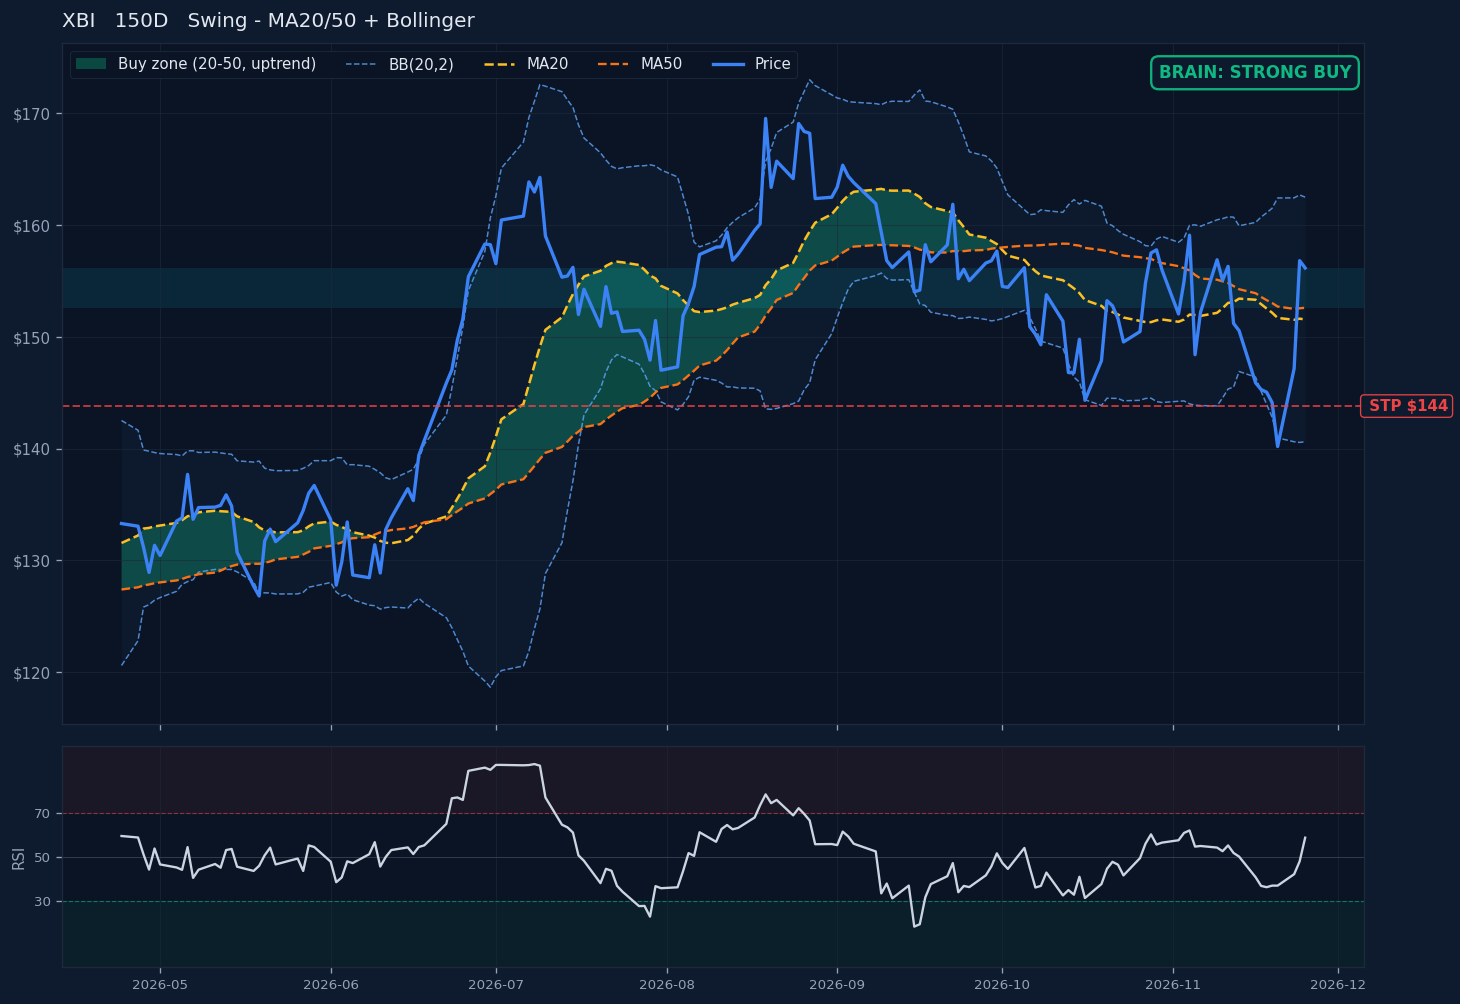 XBI   150D   Swing - MA20/50 + Bollinger
Buy zone (20-50, uptrend)   BB(20,2)   MA20   MA50   Price
BRAIN: STRONG BUY
$170
$160
$150
$140
$130
$120
STP $144
RSI
70
50
30
2026-05   2026-06   2026-07   2026-08   2026-09   2026-10   2026-11   2026-12